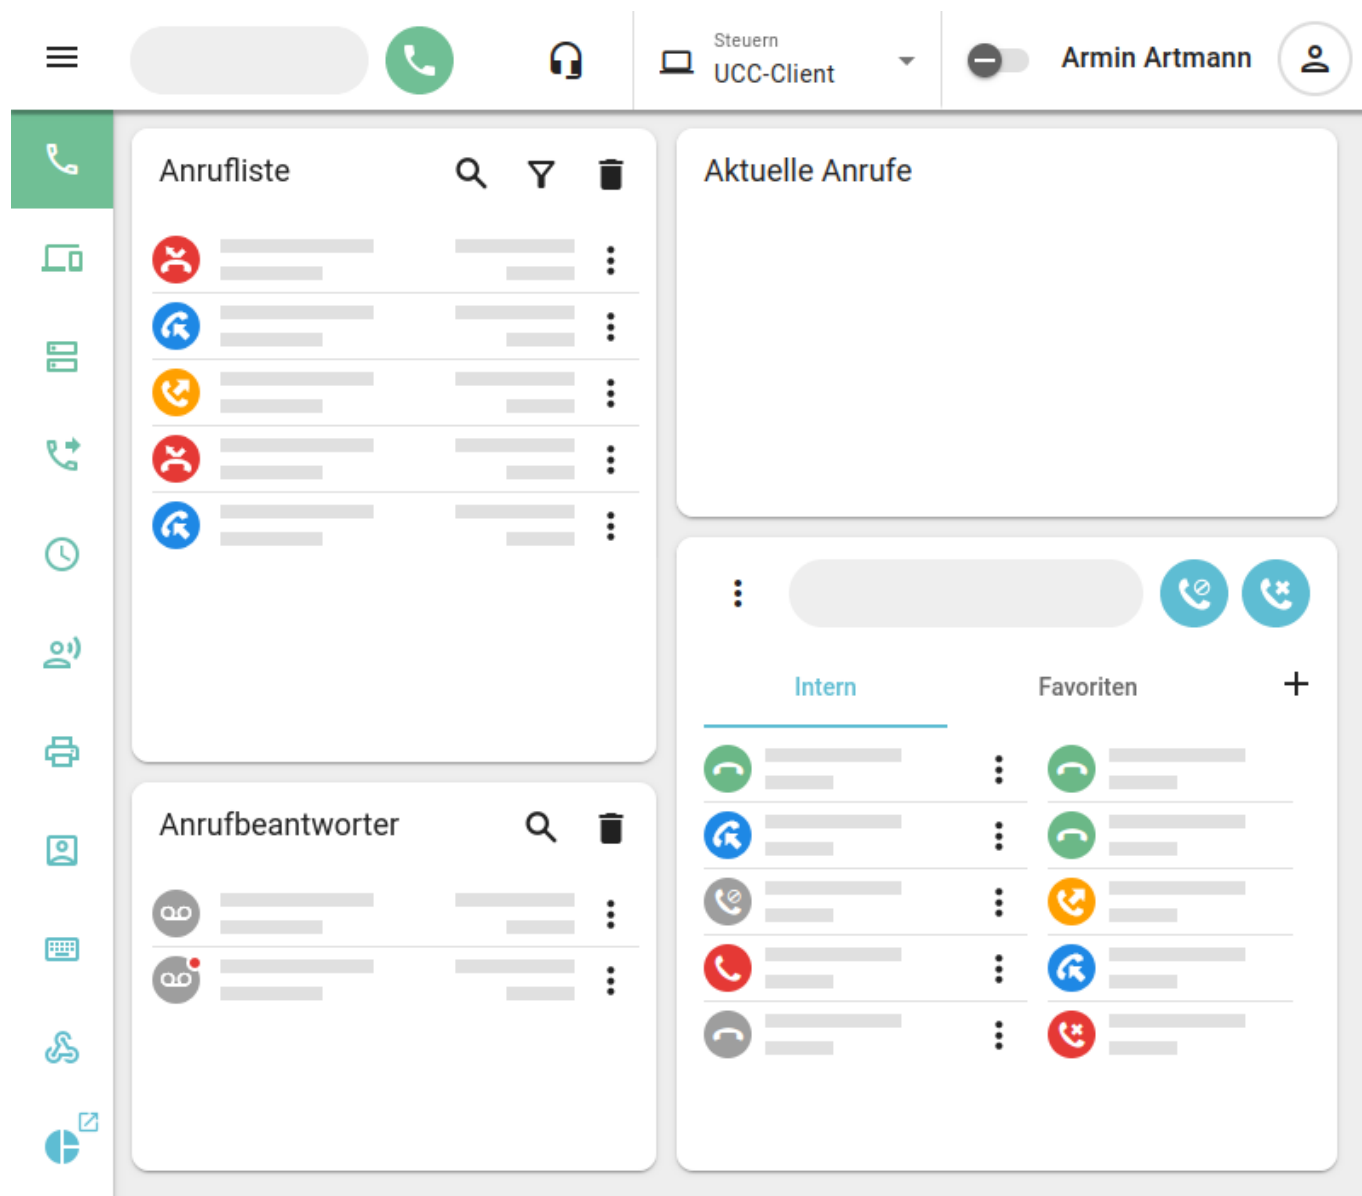 Steuern
UCC-Client
Armin Artmann
Anrufliste
Aktuelle Anrufe
Intern
Favoriten
Anrufbeantworter